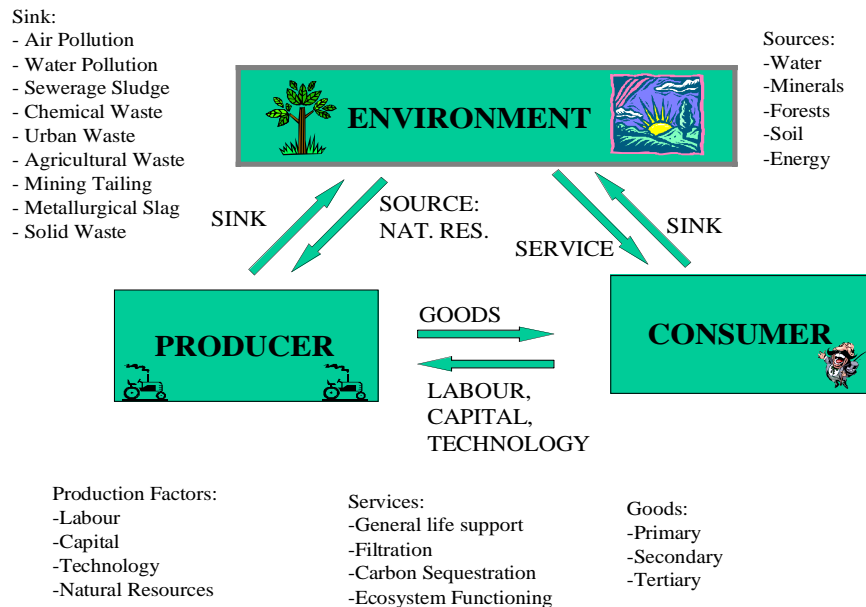 Sink:
- Air Pollution
- Water Pollution
- Sewerage Sludge
- Chemical Waste
- Urban Waste
- Agricultural Waste
- Mining Tailing
- Metallurgical Slag
- Solid Waste
ENVIRONMENT
Sources:
-Water
-Minerals
-Forests
-Soil
-Energy
SINK
SOURCE:
NAT. RES.
SERVICE
SINK
PRODUCER
GOODS
LABOUR,
CAPITAL,
TECHNOLOGY
CONSUMER
Production Factors:
-Labour
-Capital
-Technology
-Natural Resources
Services:
-General life support
-Filtration
-Carbon Sequestration
-Ecosystem Functioning
Goods:
-Primary
-Secondary
-Tertiary